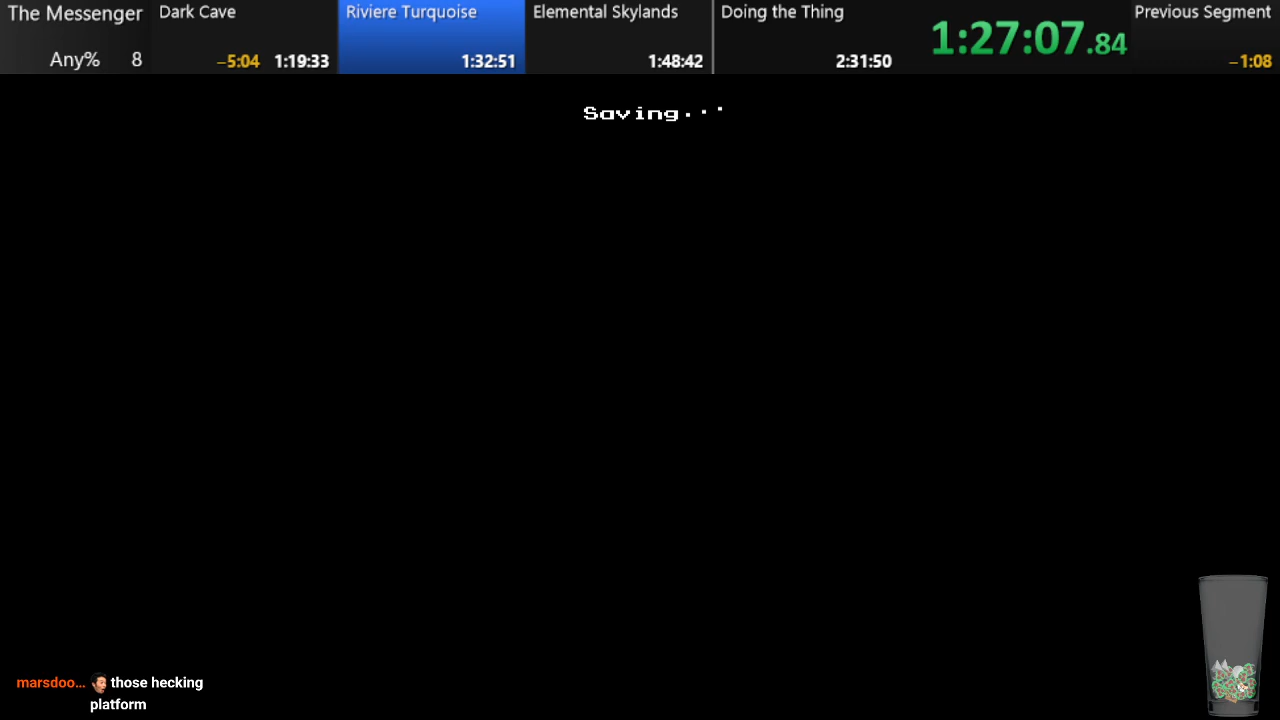 The Messenger
Any% 8
Dark Cave
−5:04 1:19:33
Riviere Turquoise
1:32:51
Elemental Skylands
1:48:42
Doing the Thing
2:31:50
1:27:07.84
Previous Segment
−1:08
Saving...
marsdoo... those hecking
platform